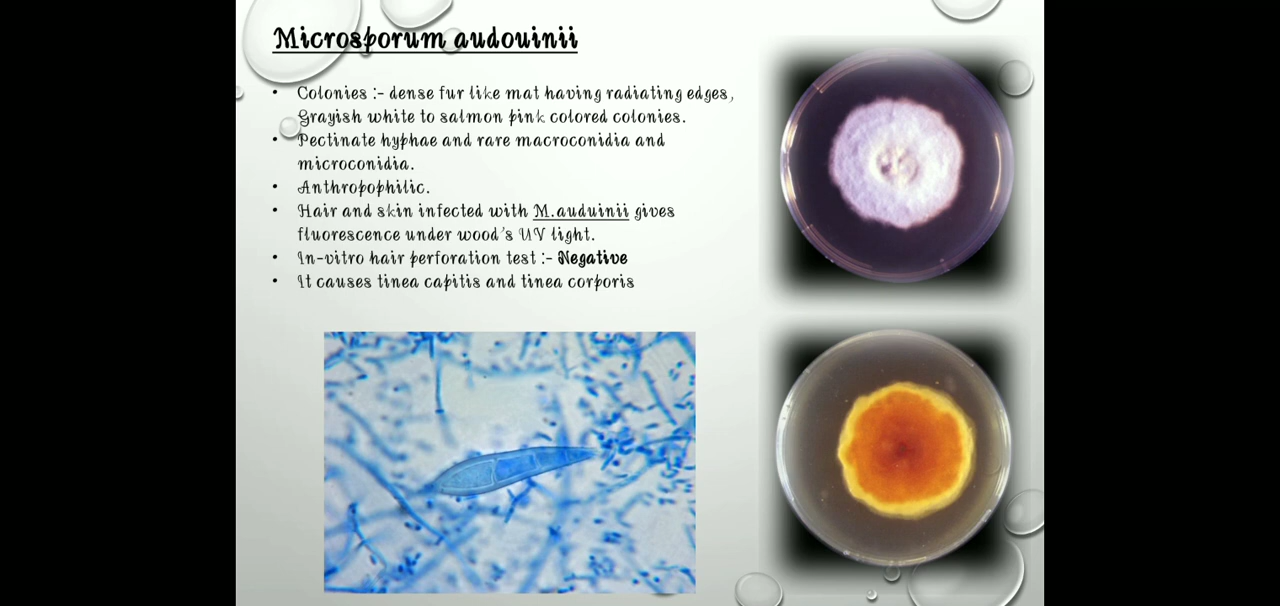 Microsporum audouinii
• Colonies :- dense fur like mat having radiating edges,
Grayish white to salmon pink colored colonies.
• Pectinate hyphae and rare macroconidia and
microconidia.
• Anthropophilic.
• Hair and skin infected with M.auduinii gives
fluorescence under wood's UV light.
• In-vitro hair perforation test :- Negative
• It causes tinea capitis and tinea corporis